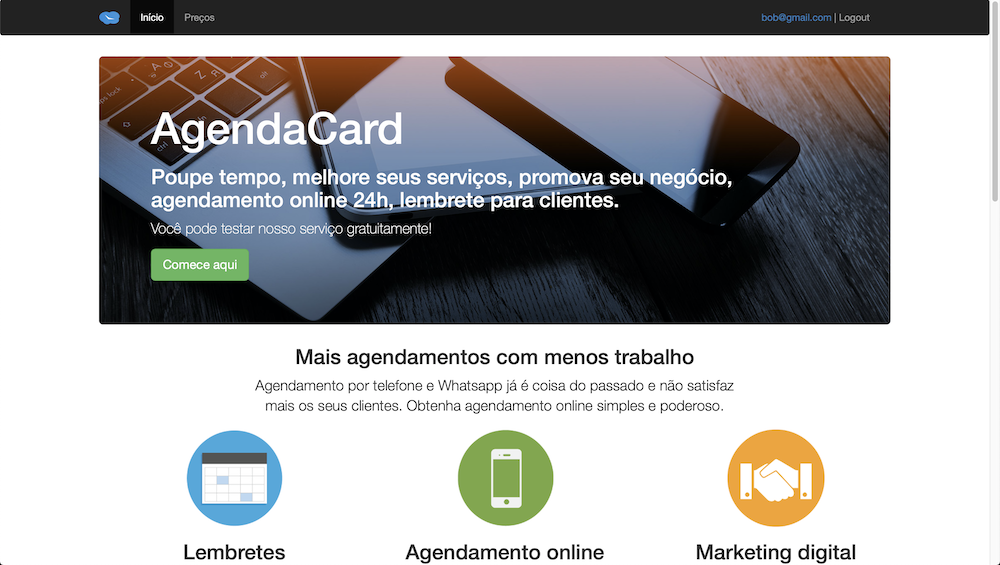 Início
Preços
bob@gmail.com | Logout
AgendaCard
Poupe tempo, melhore seus serviços, promova seu negócio,
agendamento online 24h, lembrete para clientes.
Você pode testar nosso serviço gratuitamente!
Comece aqui
Mais agendamentos com menos trabalho
Agendamento por telefone e Whatsapp já é coisa do passado e não satisfaz
mais os seus clientes. Obtenha agendamento online simples e poderoso.
Lembretes
Agendamento online
Marketing digital